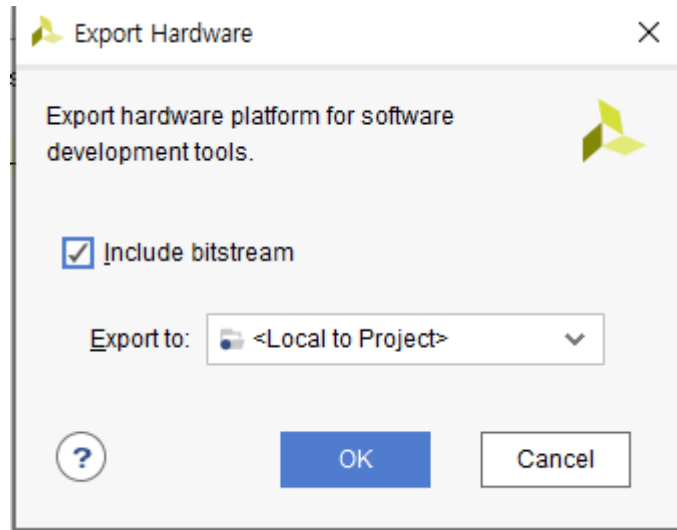 Export Hardware
Export hardware platform for software
development tools.
Include bitstream
Export to: <Local to Project>
?
OK
Cancel